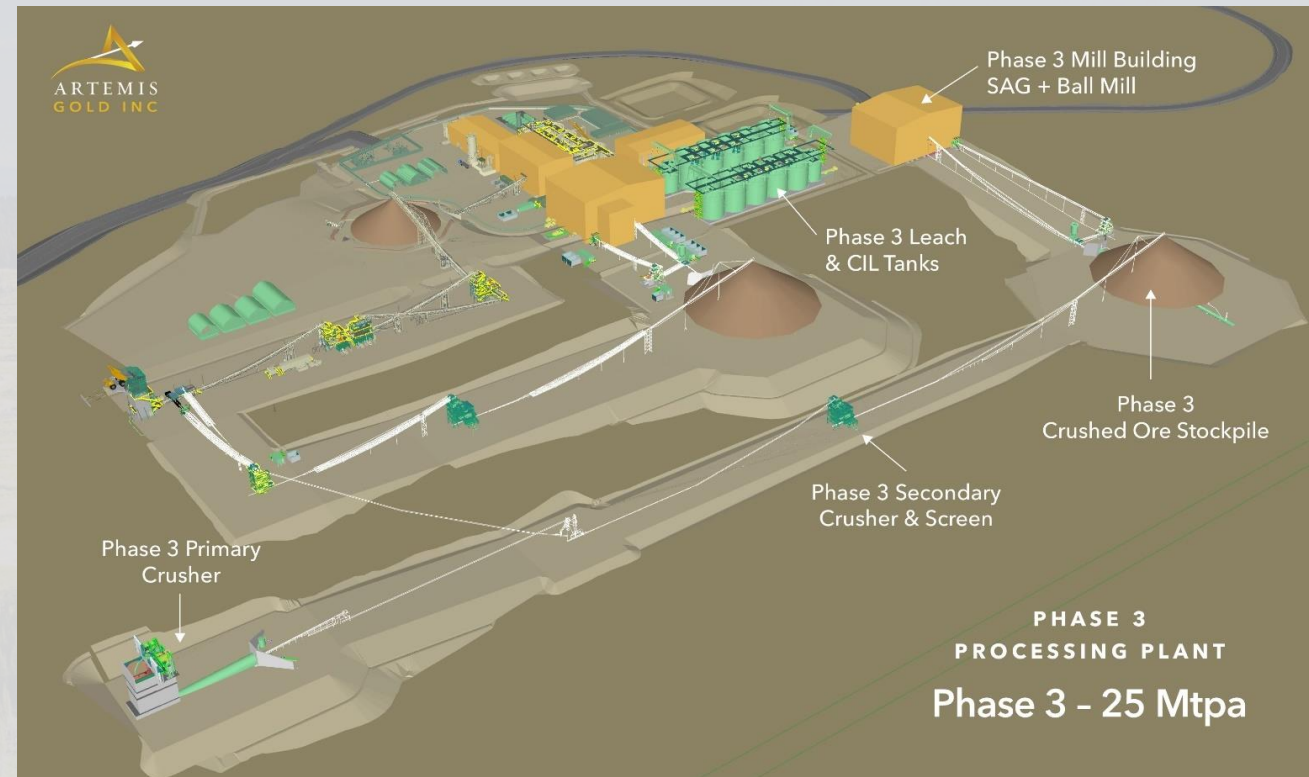 ARTEMIS
GOLD INC
Phase 3 Mill Building
SAG + Ball Mill
Phase 3 Leach
& CIL Tanks
Phase 3
Crushed Ore Stockpile
Phase 3 Secondary
Crusher & Screen
Phase 3 Primary
Crusher
PHASE 3
PROCESSING PLANT
Phase 3 – 25 Mtpa